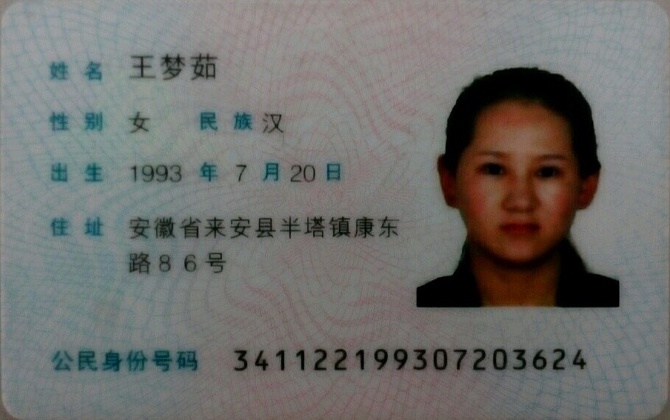 姓名 王梦茹
性别 女 民族 汉
出生 1993 年 7 月 20 日
住址 安徽省来安县半塔镇康东
路86号
公民身份号码 341122199307203624